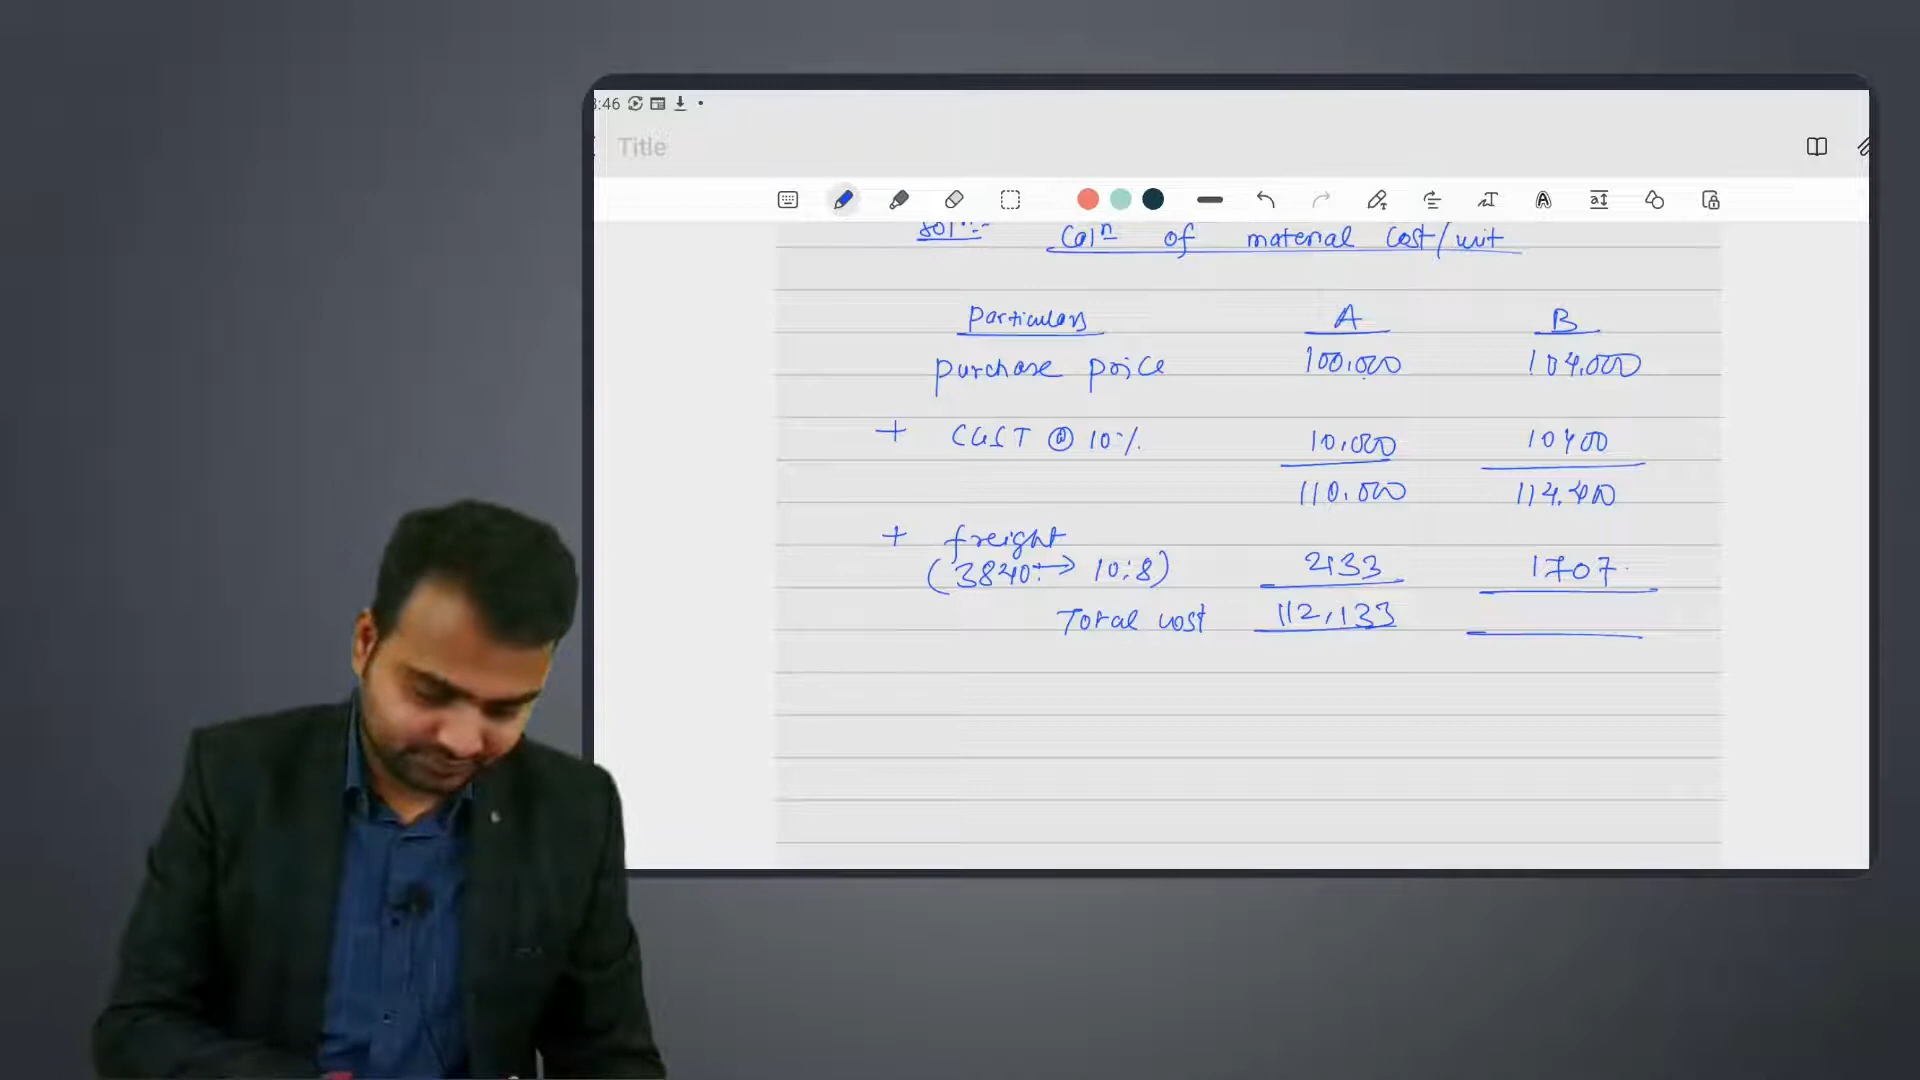 :46
Title
Solⁿ:-
Calⁿ of material Cost/unit
Particulars A B
purchase price 100,000 104,000
+ CGST @ 10% 10,000 10400
110,000 114,400
+ freight
(3840 → 10:8) 2133 1707
Total cost 112,133